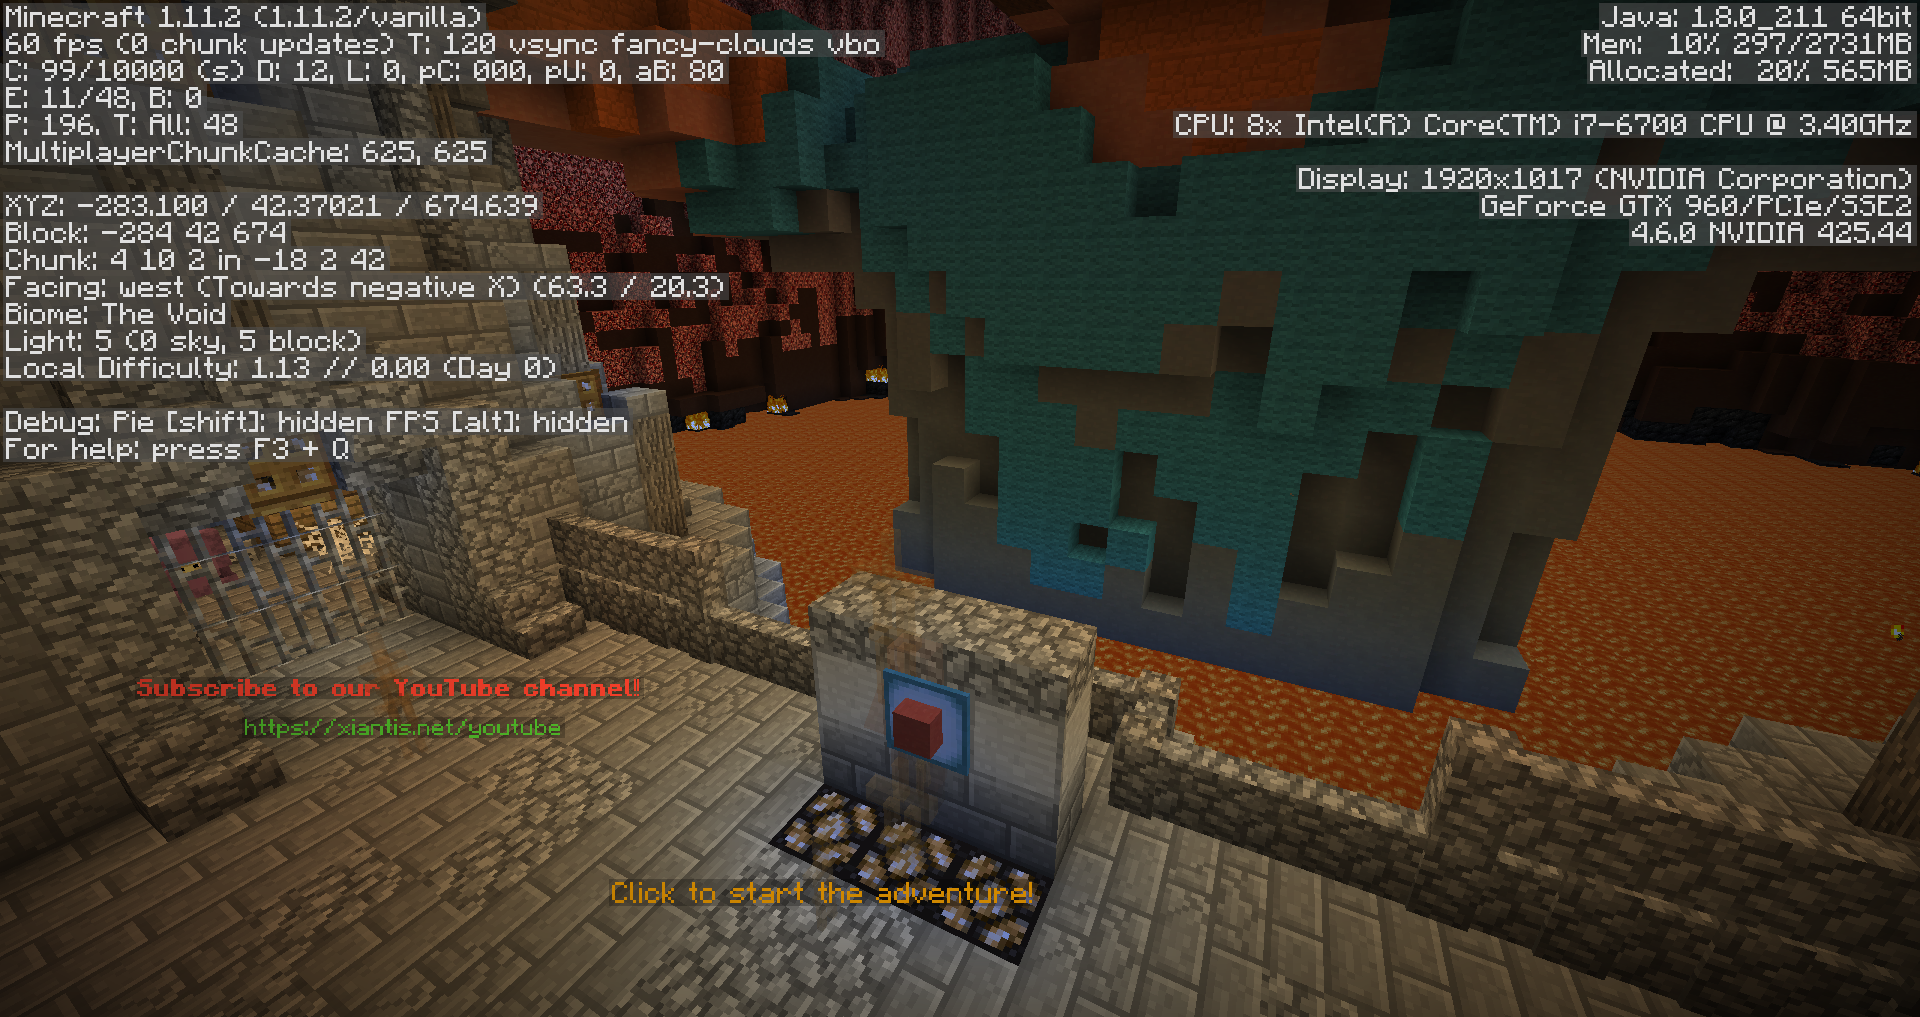 Minecraft 1.11.2 (1.11.2/vanilla)
60 fps (0 chunk updates) T: 120 vsync fancy-clouds vbo
C: 99/10000 (s) D: 12, L: 0, pC: 000, pU: 0, aB: 80
E: 11/48, B: 0
P: 196. T: All: 48
MultiplayerChunkCache: 625, 625
XYZ: -283.100 / 42.37021 / 674.639
Block: -284 42 674
Chunk: 4 10 2 in -18 2 42
Facing: west (Towards negative X) (63.3 / 20.3)
Biome: The Void
Light: 5 (0 sky, 5 block)
Local Difficulty: 1.13 // 0.00 (Day 0)
Debug: Pie [shift]: hidden FPS [alt]: hidden
For help: press F3 + Q
Java: 1.8.0_211 64bit
Mem: 10% 297/2731MB
Allocated: 20% 565MB
CPU: 8x Intel(R) Core(TM) i7-6700 CPU @ 3.40GHz
Display: 1920x1017 (NVIDIA Corporation)
GeForce GTX 960/PCIe/SSE2
4.6.0 NVIDIA 425.44
Subscribe to our YouTube channel!
https://xiantis.net/youtube
Click to start the adventure!